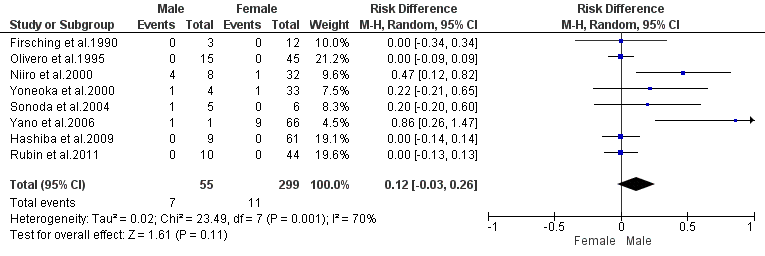 Male Female Risk Difference Risk Difference
Study or Subgroup Events Total Events Total Weight M-H, Random, 95% CI M-H, Random, 95% CI
Firsching et al.1990 0 3 0 12 10.0% 0.00 [-0.34, 0.34]
Olivero et al.1995 0 15 0 45 21.2% 0.00 [-0.09, 0.09]
Niiro et al.2000 4 8 1 32 9.6% 0.47 [0.12, 0.82]
Yoneoka et al.2000 1 4 1 33 7.4% 0.22 [-0.21, 0.65]
Sonoda et al.2004 1 5 0 6 8.3% 0.20 [-0.20, 0.60]
Yano et al.2006 1 1 9 66 4.5% 0.86 [0.26, 1.47]
Hashiba et al.2009 0 9 0 61 19.1% 0.00 [-0.14, 0.14]
Rubin et al.2011 0 10 0 44 19.6% 0.00 [-0.13, 0.13]
Total (95% CI) 55 299 100.0% 0.12 [-0.03, 0.26]
Total events 7 11
Heterogeneity: Tau² = 0.02; Chi² = 23.49, df = 7 (P = 0.001); I² = 70%
Test for overall effect: Z = 1.61 (P = 0.11)
-1 -0.5 0 0.5 1
Female Male